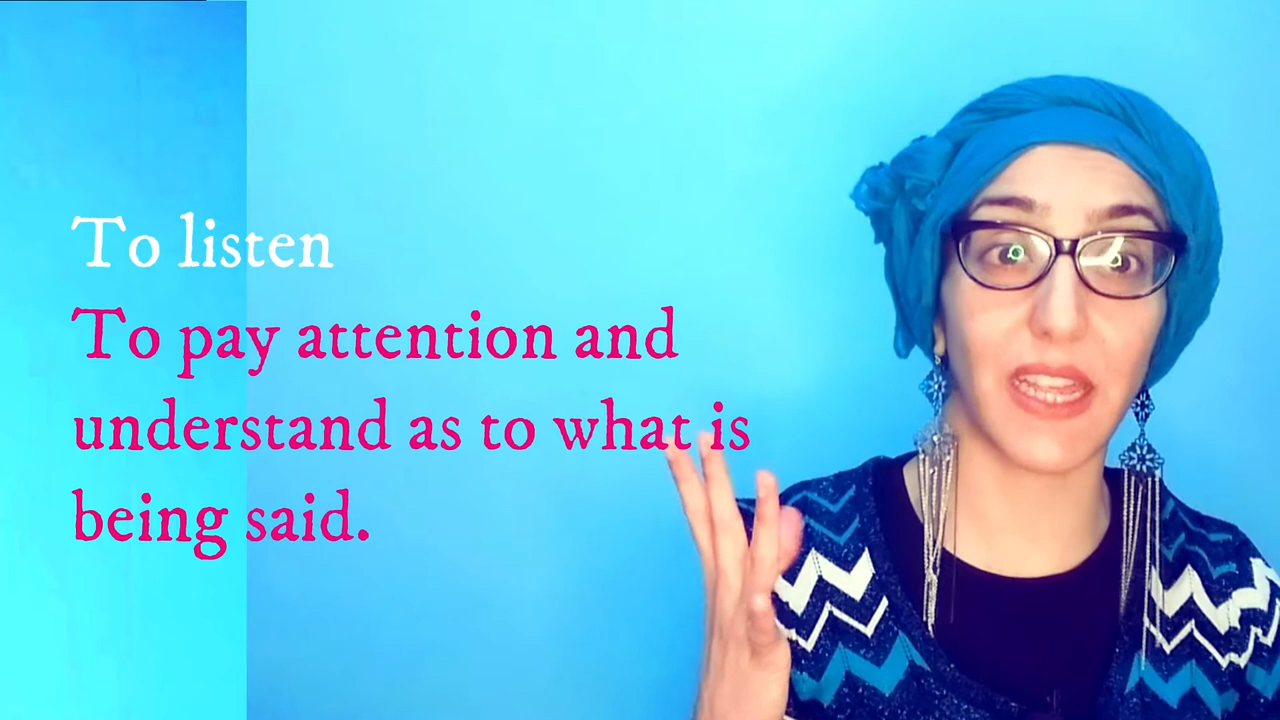 To listen
To pay attention and
understand as to what is
being said.